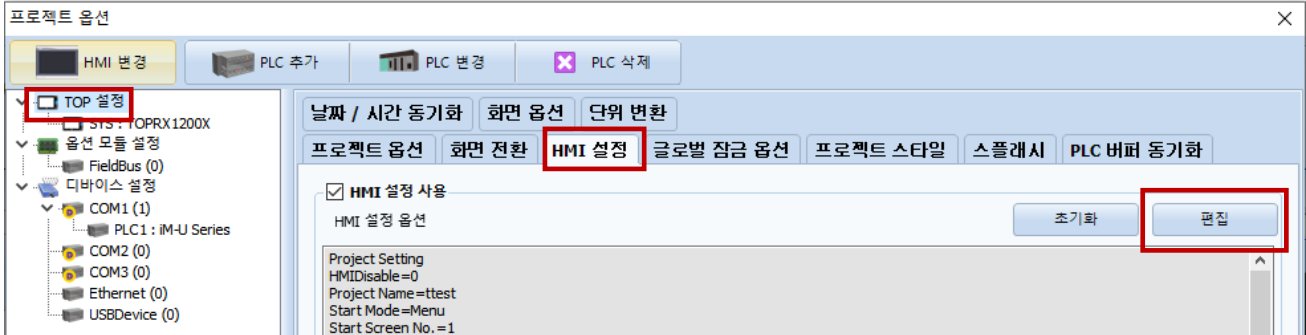 프로젝트 옵션
HMI 변경 PLC 추가 PLC 변경 PLC 삭제
TOP 설정
SYS : TOPRX1200X
옵션 모듈 설정
FieldBus (0)
디바이스 설정
COM1 (1)
PLC1 : iM-U Series
COM2 (0)
COM3 (0)
Ethernet (0)
USBDevice (0)
날짜 / 시간 동기화 화면 옵션 단위 변환
프로젝트 옵션 화면 전환 HMI 설정 글로벌 잠금 옵션 프로젝트 스타일 스플래시 PLC 버퍼 동기화
HMI 설정 사용
HMI 설정 옵션 초기화 편집
Project Setting
HMIDisable=0
Project Name=ttest
Start Mode=Menu
Start Screen No.=1